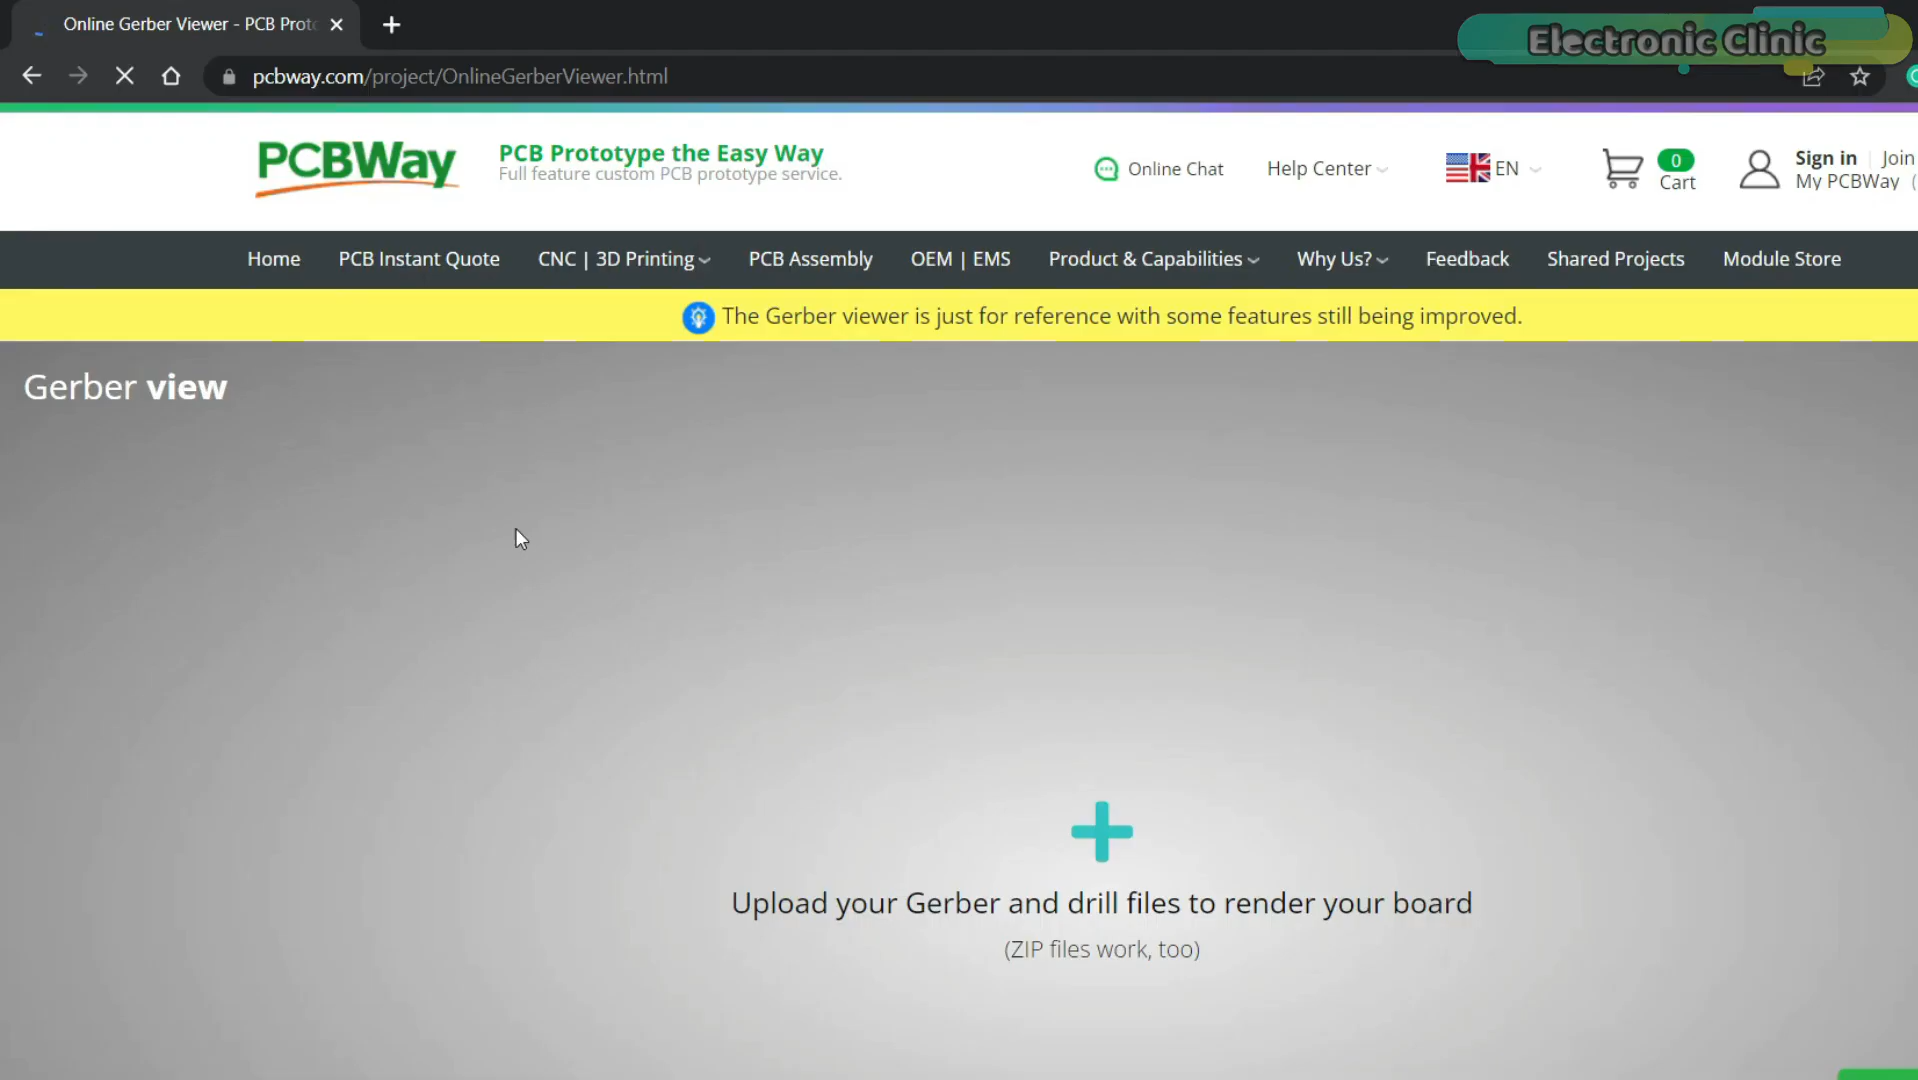 Online Gerber Viewer - PCB Proto
Electronic Clinic
pcbway.com/project/OnlineGerberViewer.html
PCBWay
PCB Prototype the Easy Way
Full feature custom PCB prototype service.
Online Chat
Help Center
EN
0
Cart
Sign in | Join
My PCBWay (
Home
PCB Instant Quote
CNC | 3D Printing
PCB Assembly
OEM | EMS
Product & Capabilities
Why Us?
Feedback
Shared Projects
Module Store
The Gerber viewer is just for reference with some features still being improved.
Gerber view
Upload your Gerber and drill files to render your board
(ZIP files work, too)